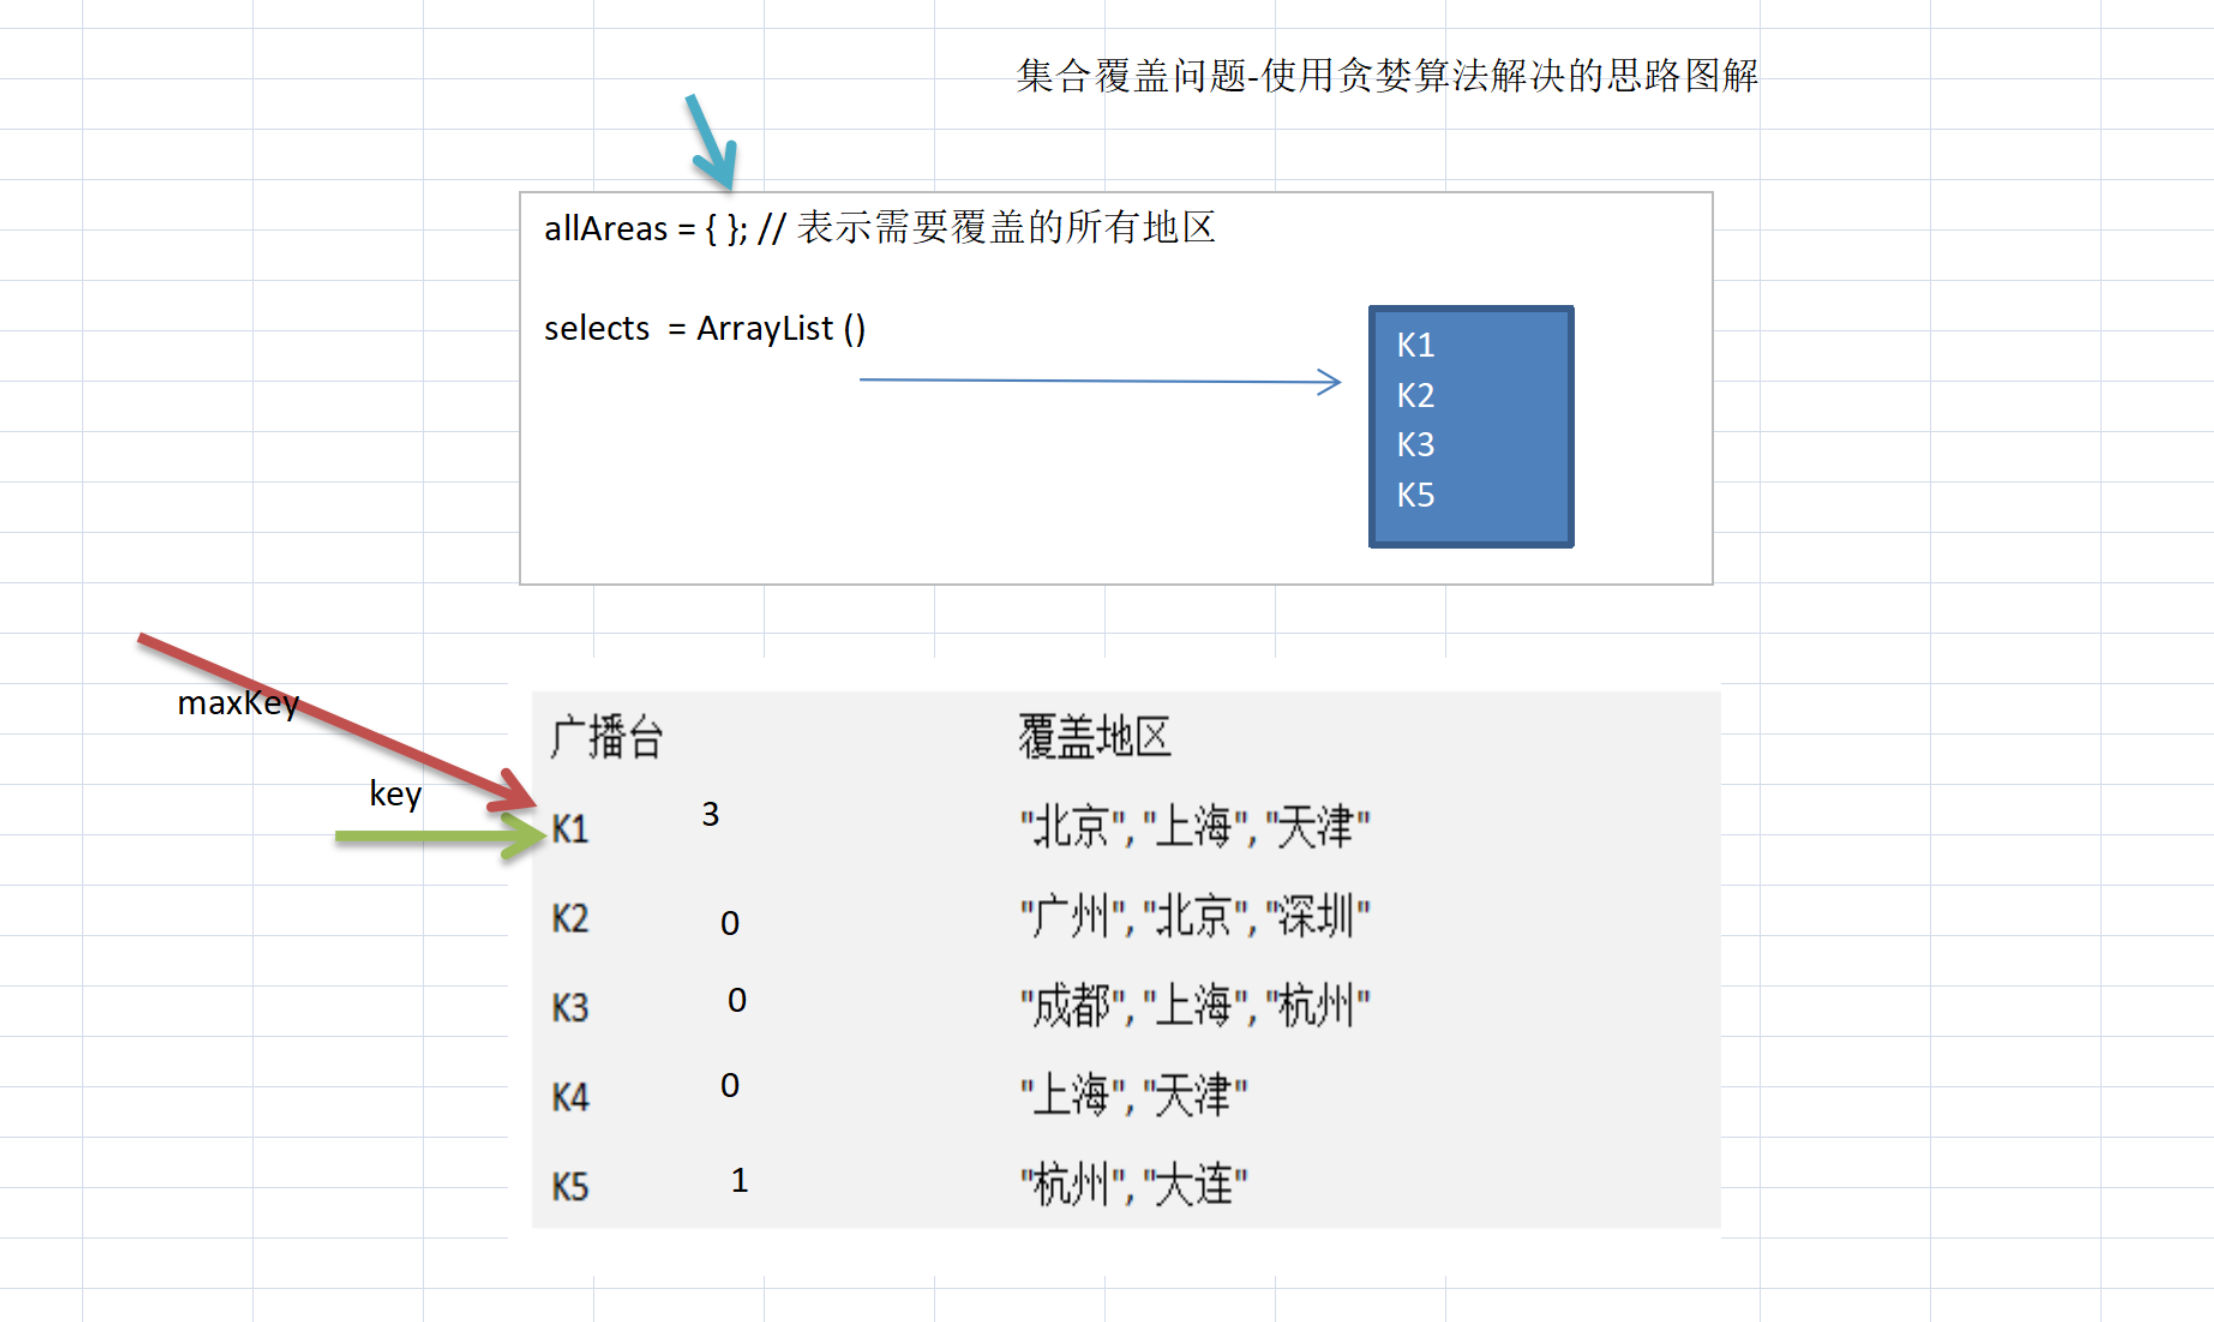 集合覆盖问题-使用贪婪算法解决的思路图解
allAreas = { }; // 表示需要覆盖的所有地区
selects  = ArrayList ()
K1
K2
K3
K5
maxKey
key
广播台 覆盖地区
K1 3 "北京", "上海", "天津"
K2 0 "广州", "北京", "深圳"
K3 0 "成都", "上海", "杭州"
K4 0 "上海", "天津"
K5 1 "杭州", "大连"